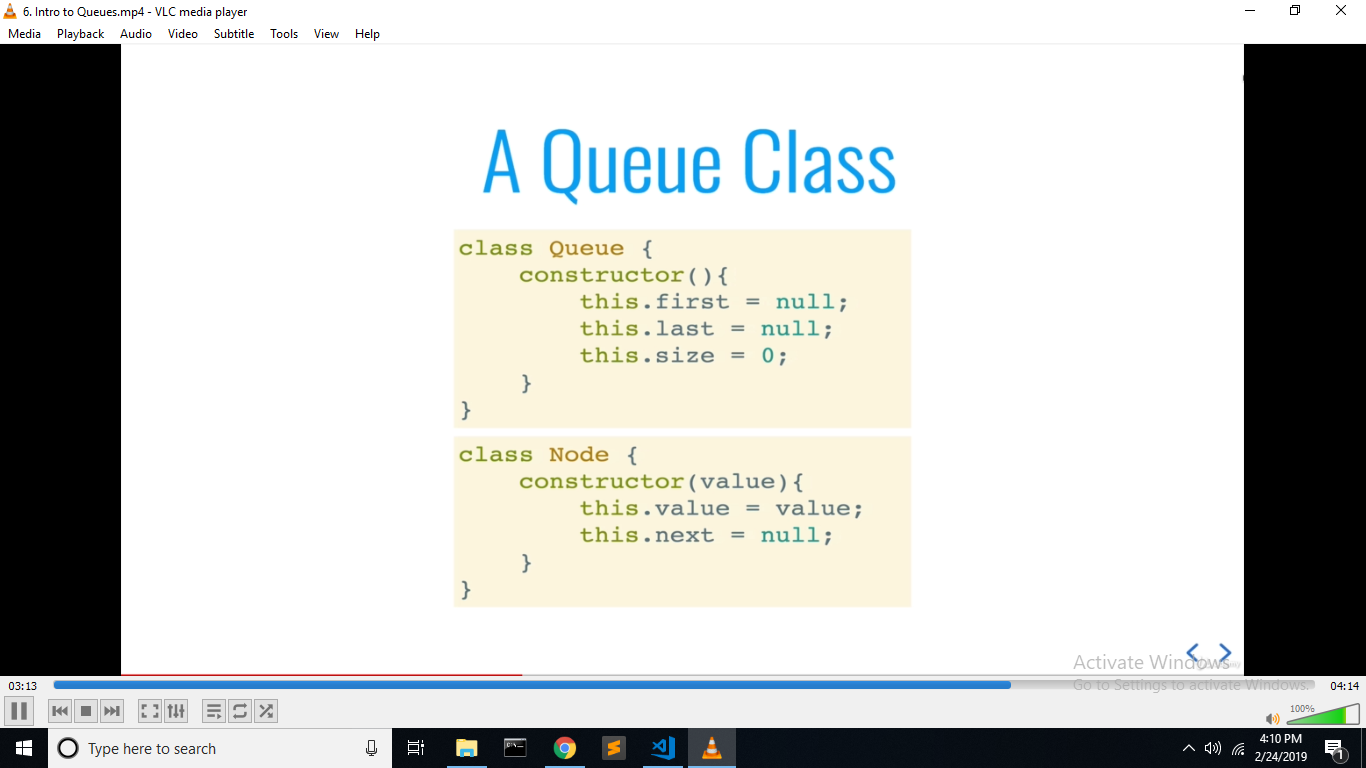 6. Intro to Queues.mp4 - VLC media player
Media Playback Audio Video Subtitle Tools View Help
A Queue Class
class Queue {
    constructor(){
        this.first = null;
        this.last = null;
        this.size = 0;
    }
}
class Node {
    constructor(value){
        this.value = value;
        this.next = null;
    }
}
Activate Windows
Go to Settings to activate Windows.
03:13
04:14
100%
Type here to search
4:10 PM
2/24/2019
1